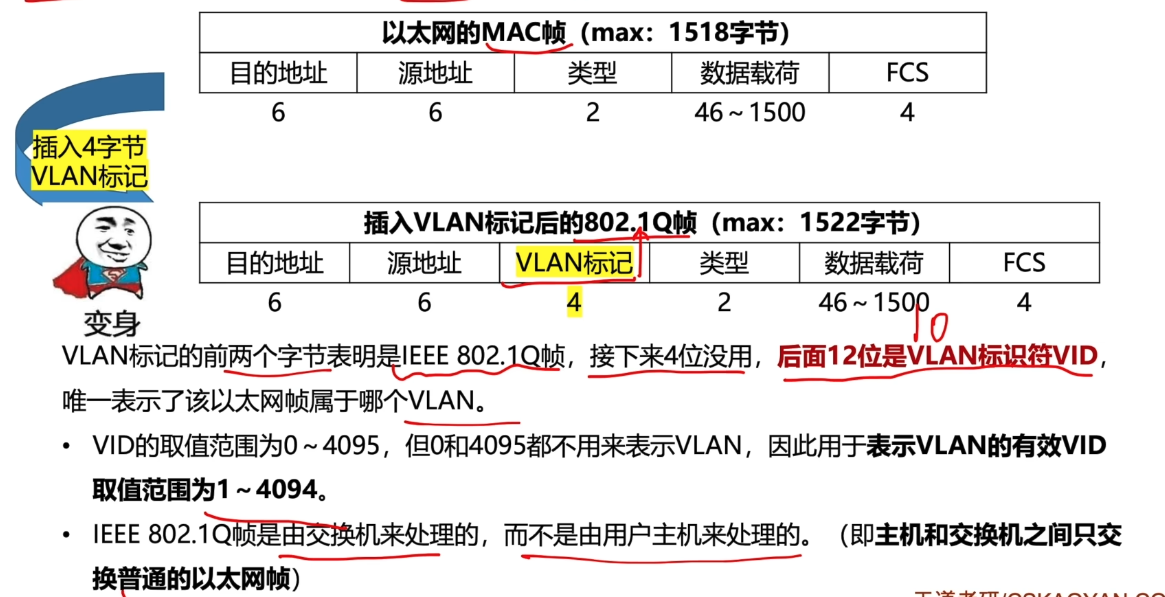 以太网的MAC帧（max：1518字节）
目的地址 源地址 类型 数据载荷 FCS
6 6 2 46～1500 4
插入4字节
VLAN标记
插入VLAN标记后的802.1Q帧（max：1522字节）
目的地址 源地址 VLAN标记 类型 数据载荷 FCS
6 6 4 2 46～1500 4
10
变身
VLAN标记的前两个字节表明是IEEE 802.1Q帧，接下来4位没用，后面12位是VLAN标识符VID，
唯一表示了该以太网帧属于哪个VLAN。
• VID的取值范围为0～4095，但0和4095都不用来表示VLAN，因此用于表示VLAN的有效VID
取值范围为1～4094。
• IEEE 802.1Q帧是由交换机来处理的，而不是由用户主机来处理的。（即主机和交换机之间只交
换普通的以太网帧）